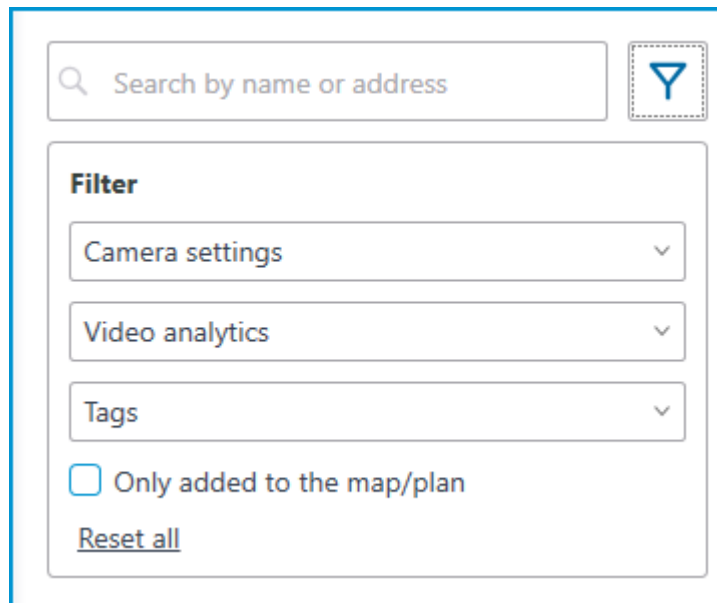 Search by name or address
Filter
Camera settings
Video analytics
Tags
Only added to the map/plan
Reset all